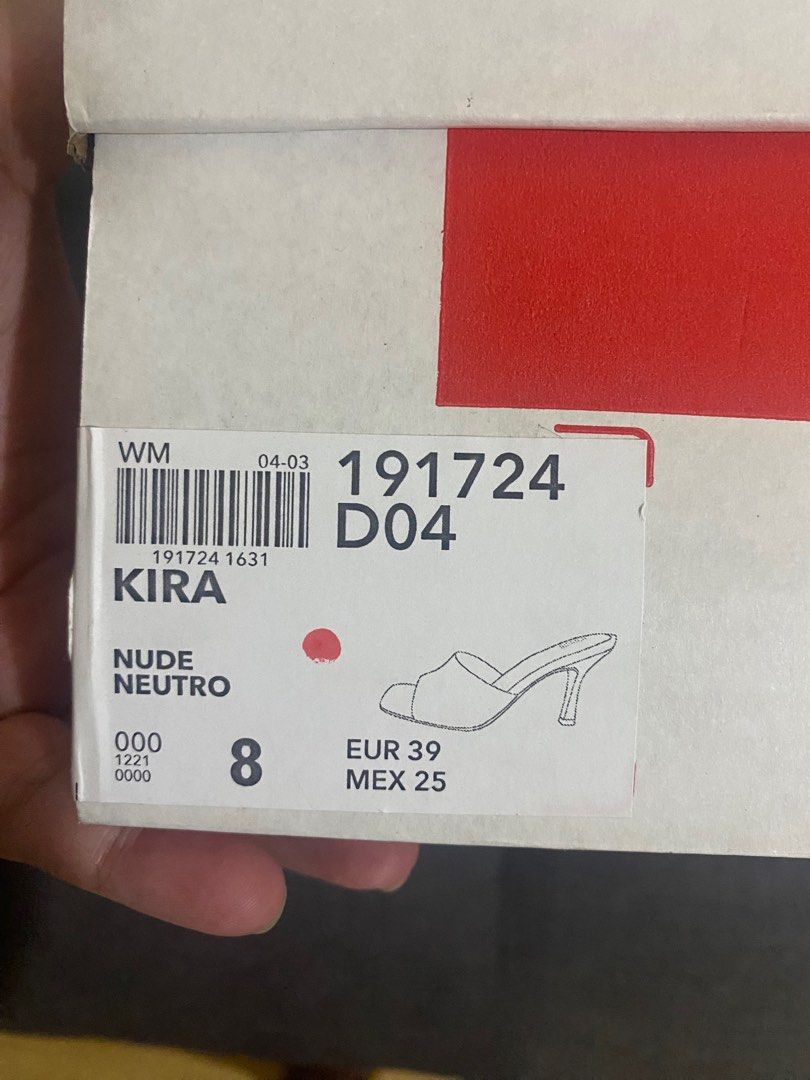 WM 04-03
191724 1631
191724
D04
KIRA
NUDE
NEUTRO
000
1221
0000
8
EUR 39
MEX 25